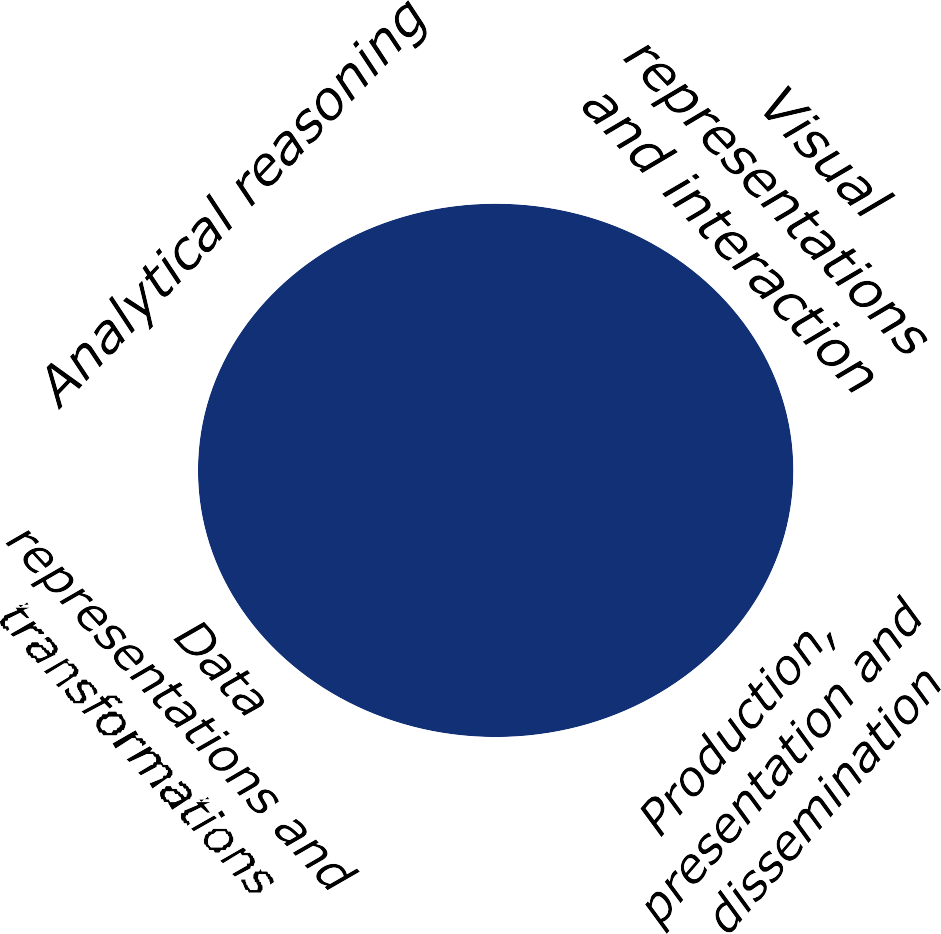 Analytical reasoning
Visual
representations
and interaction
Data
representations and
transformations
Production,
presentation and
dissemination